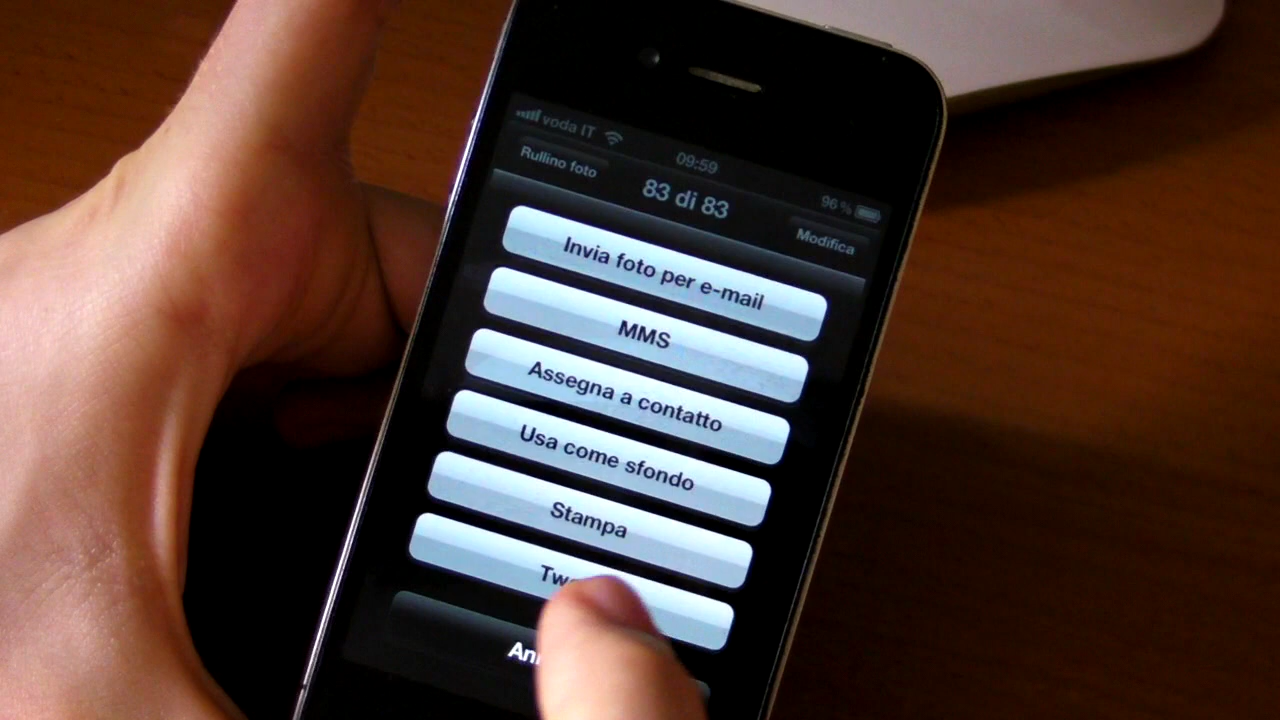 voda IT
09:59
96 %
Rullino foto
83 di 83
Modifica
Invia foto per e-mail
MMS
Assegna a contatto
Usa come sfondo
Stampa